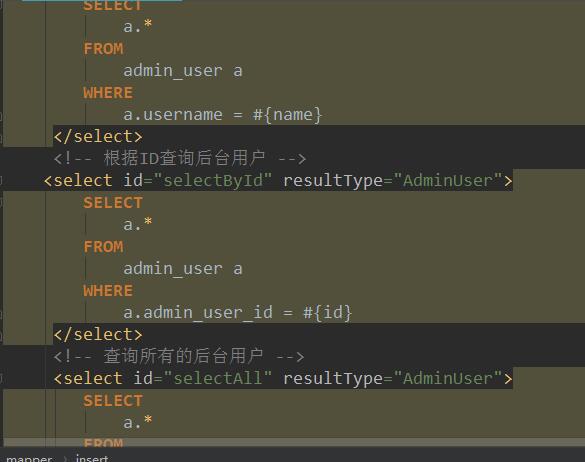 SELECT
a.*
FROM
admin_user a
WHERE
a.username = #{name}
</select>
<!-- 根据ID查询后台用户 -->
<select id="selectById" resultType="AdminUser">
SELECT
a.*
FROM
admin_user a
WHERE
a.admin_user_id = #{id}
</select>
<!-- 查询所有的后台用户 -->
<select id="selectAll" resultType="AdminUser">
SELECT
a.*
FROM
mapper > insert